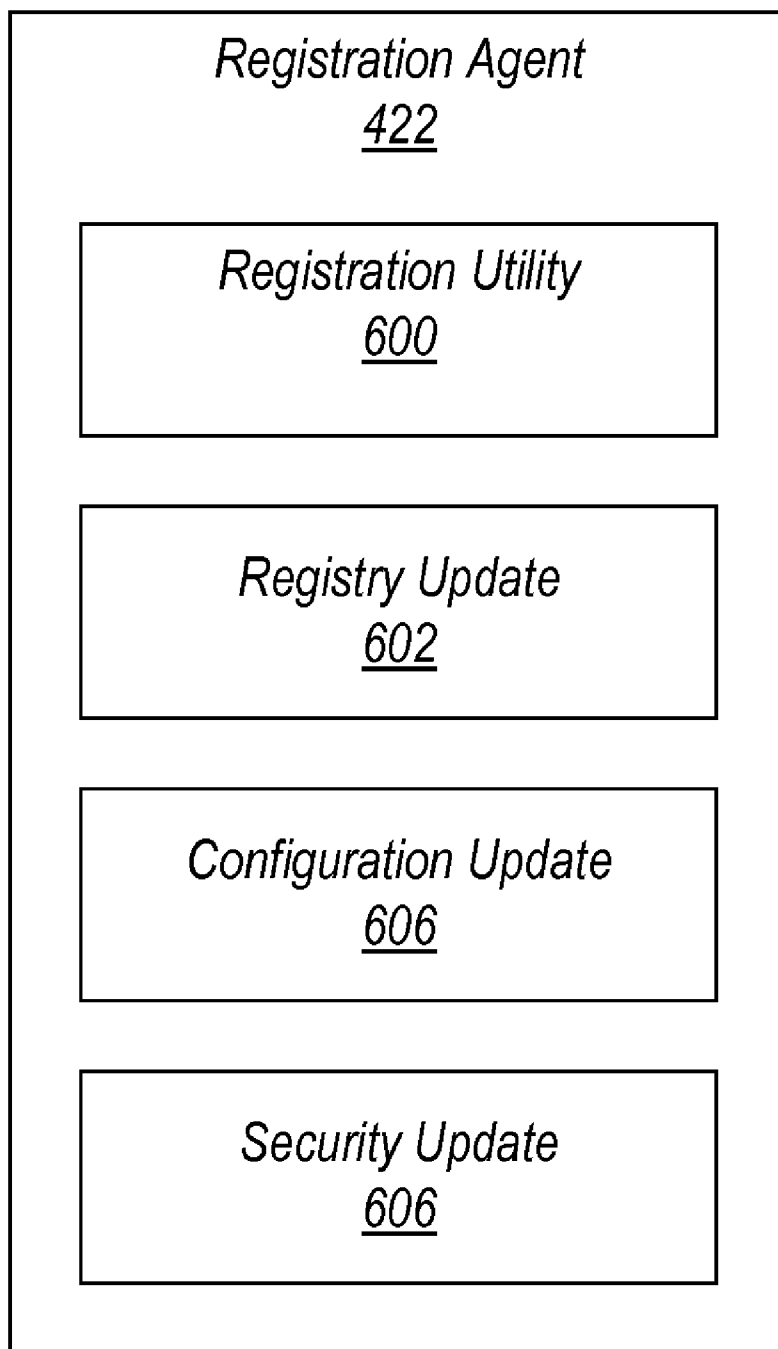 Registration Agent
422
Registration Utility
600
Registry Update
602
Configuration Update
606
Security Update
606